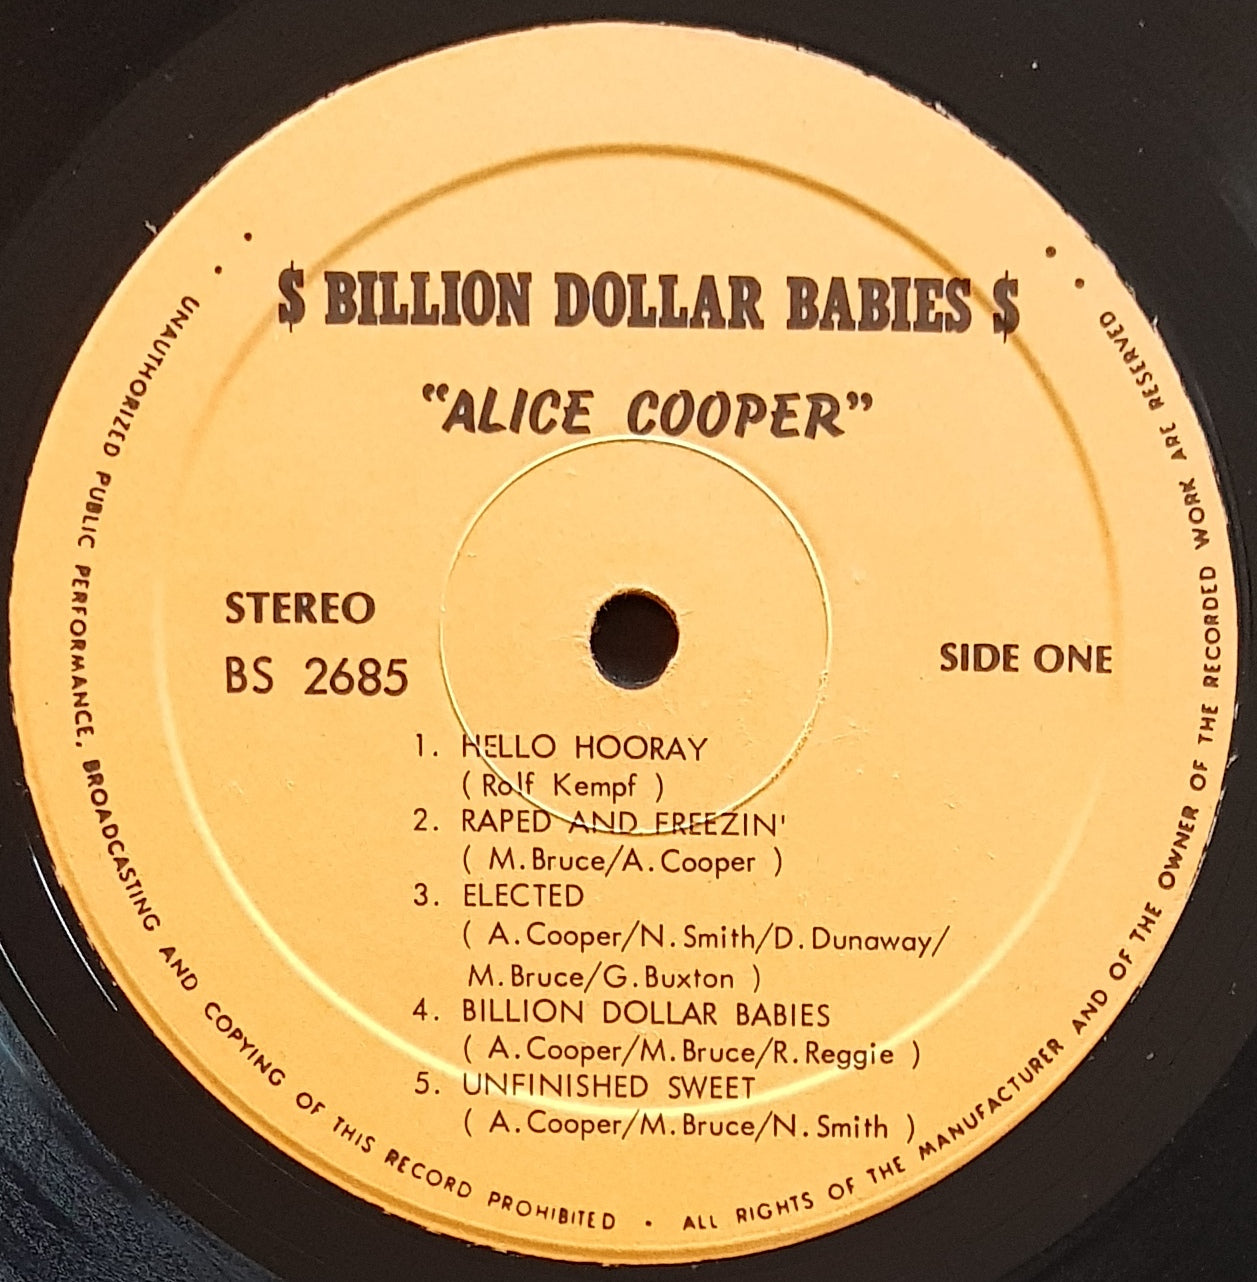 $ BILLION DOLLAR BABIES $
“ALICE COOPER”
STEREO
BS 2685
SIDE ONE
1. HELLO HOORAY
( Rolf Kempf )
2. RAPED AND FREEZIN'
( M.Bruce/A.Cooper )
3. ELECTED
( A.Cooper/N.Smith/D.Dunaway/
M.Bruce/G.Buxton )
4. BILLION DOLLAR BABIES
( A.Cooper/M.Bruce/R.Reggie )
5. UNFINISHED SWEET
( A.Cooper/M.Bruce/N.Smith )
UNAUTHORIZED PUBLIC PERFORMANCE, BROADCASTING AND COPYING OF THIS RECORD PROHIBITED • ALL RIGHTS OF THE MANUFACTURER AND OF THE OWNER OF THE RECORDED WORK ARE RESERVED